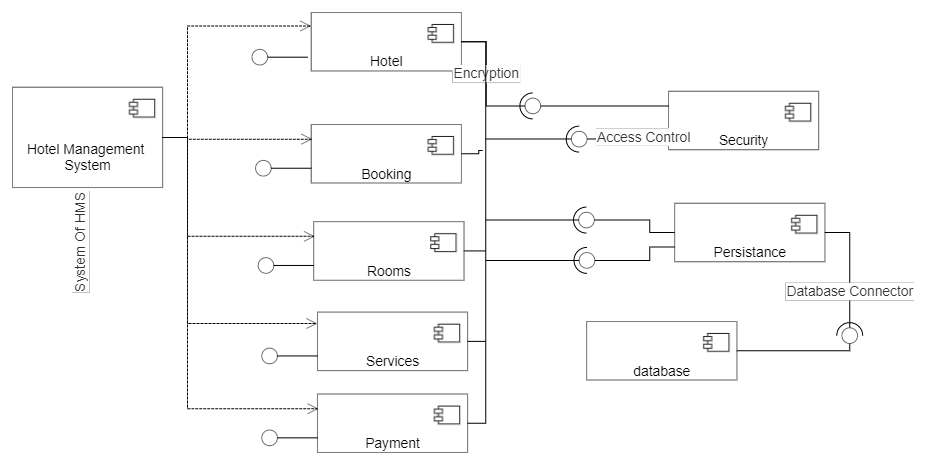 Hotel
Encryption
Hotel Management
System
Security
Access Control
Booking
System Of HMS
Persistance
Rooms
Database Connector
Services
database
Payment